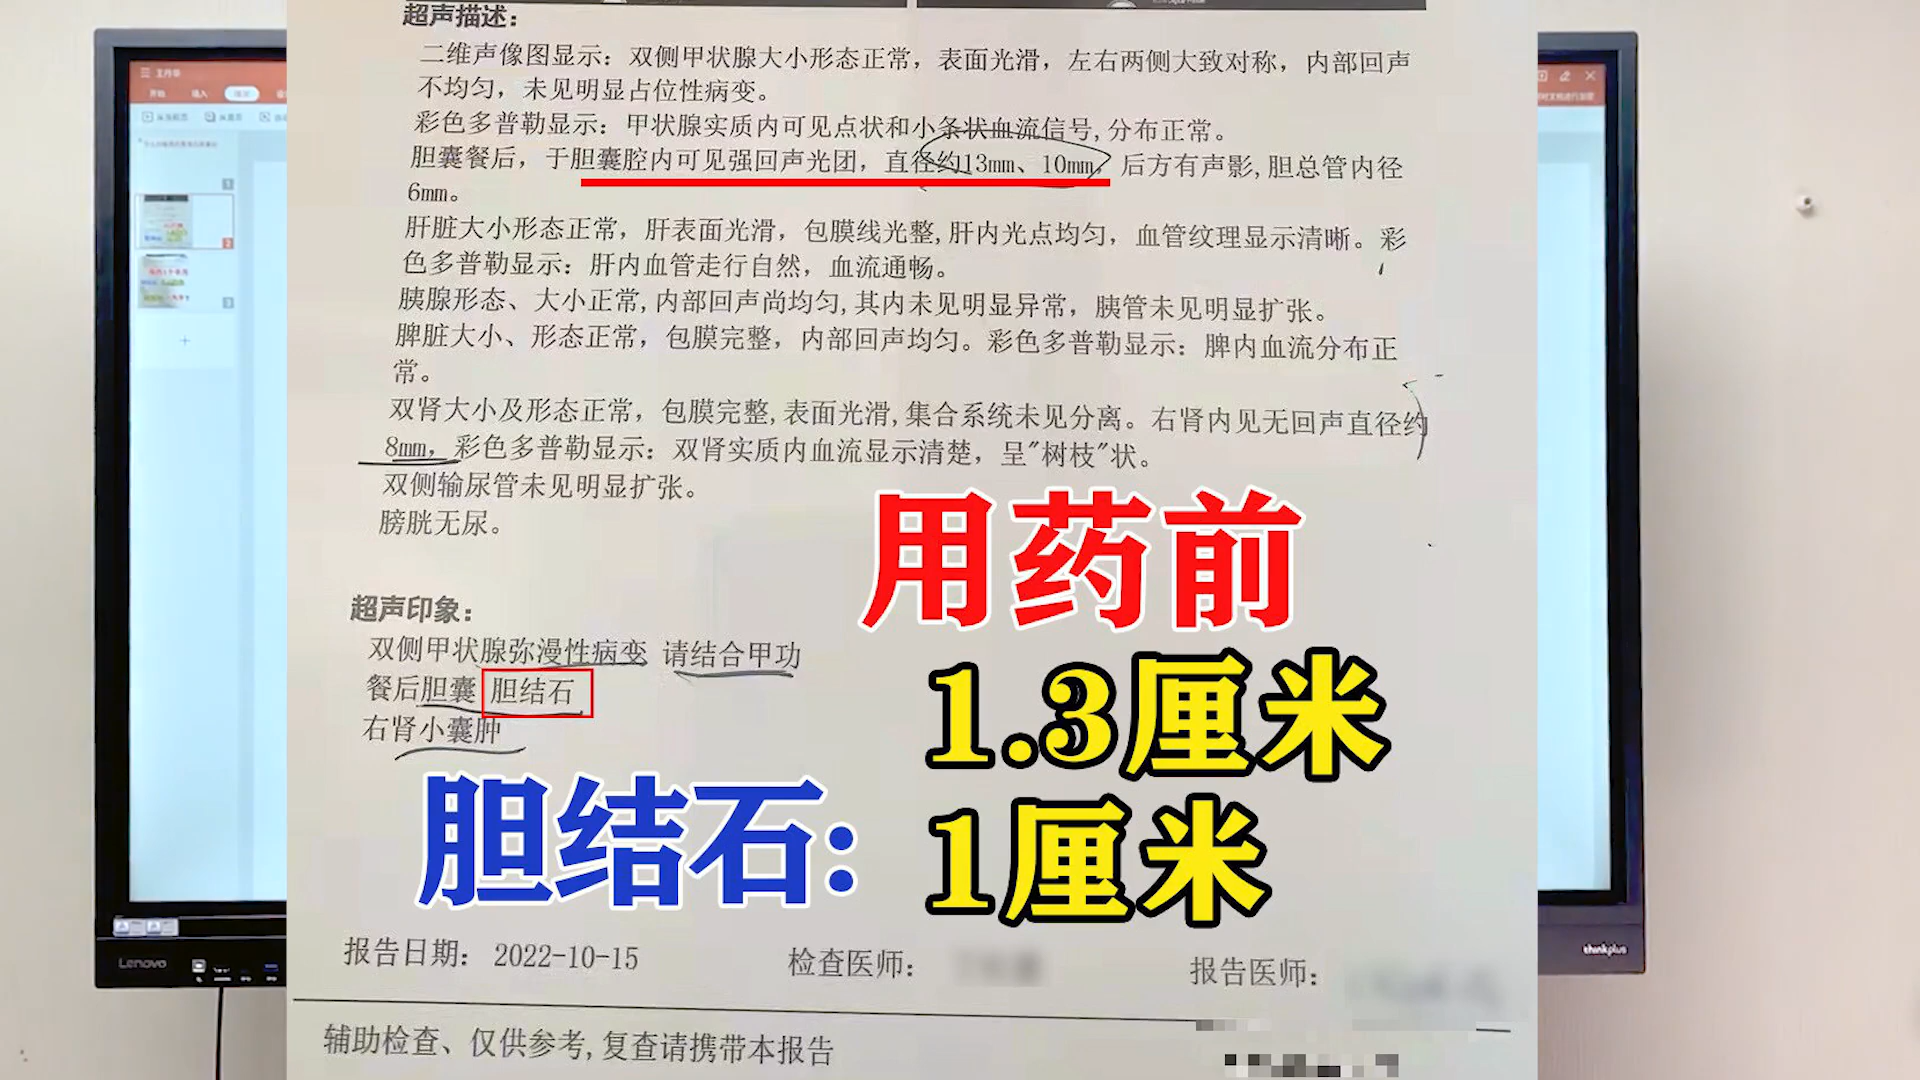 超声描述：
二维声像图显示：双侧甲状腺大小形态正常，表面光滑，左右两侧大致对称，内部回声
不均匀，未见明显占位性病变。
彩色多普勒显示：甲状腺实质内可见点状和小条状血流信号,分布正常。
胆囊餐后，于胆囊腔内可见强回声光团，直径约13mm、10mm，后方有声影,胆总管内径
6mm。
肝脏大小形态正常，肝表面光滑，包膜线光整,肝内光点均匀，血管纹理显示清晰。彩
色多普勒显示：肝内血管走行自然，血流通畅。
胰腺形态、大小正常,内部回声尚均匀,其内未见明显异常，胰管未见明显扩张。
脾脏大小、形态正常，包膜完整，内部回声均匀。彩色多普勒显示：脾内血流分布正
常。
双肾大小及形态正常，包膜完整,表面光滑,集合系统未见分离。右肾内见无回声直径约
8mm，彩色多普勒显示：双肾实质内血流显示清楚，呈"树枝"状。
双侧输尿管未见明显扩张。
膀胱无尿。
用药前
超声印象：
双侧甲状腺弥漫性病变 请结合甲功
餐后胆囊 胆结石
右肾小囊肿
1.3厘米
胆结石:
1厘米
报告日期： 2022-10-15
检查医师：
报告医师：
辅助检查、仅供参考,复查请携带本报告
Lenovo
thinkplus